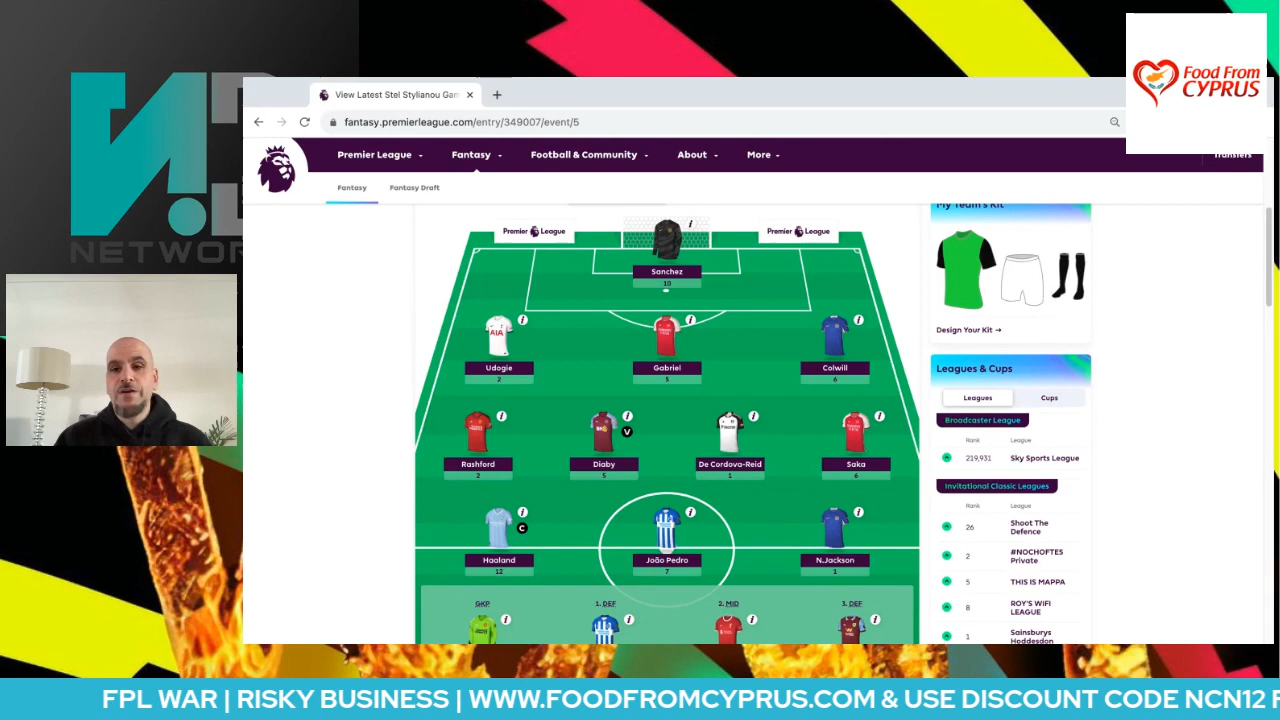 Food From
CYPRUS
NETWOR
View Latest Stel Stylianou Gam
fantasy.premierleague.com/entry/349007/event/5
Premier League
Fantasy
Football & Community
About
More
Transfers
Fantasy
Fantasy Draft
My Team's Kit
Premier League
Premier League
Sanchez
10
AIA
Udogie
2
Gabriel
5
Colwill
6
Rashford
2
Diaby
5
V
De Cordova-Reid
1
Saka
6
Haaland
12
C
João Pedro
7
N.Jackson
1
GKP
1. DEF
2. MID
3. DEF
Design Your Kit →
Leagues & Cups
Leagues
Cups
Broadcaster League
Rank League
219,931 Sky Sports League
Invitational Classic Leagues
Rank League
26 Shoot The
Defence
2 #NOCHOFTES
Private
5 THIS IS MAPPA
8 ROY'S WIFI
LEAGUE
1 Sainsburys
Hoddesdon
FPL WAR | RISKY BUSINESS | WWW.FOODFROMCYPRUS.COM & USE DISCOUNT CODE NCN12 F